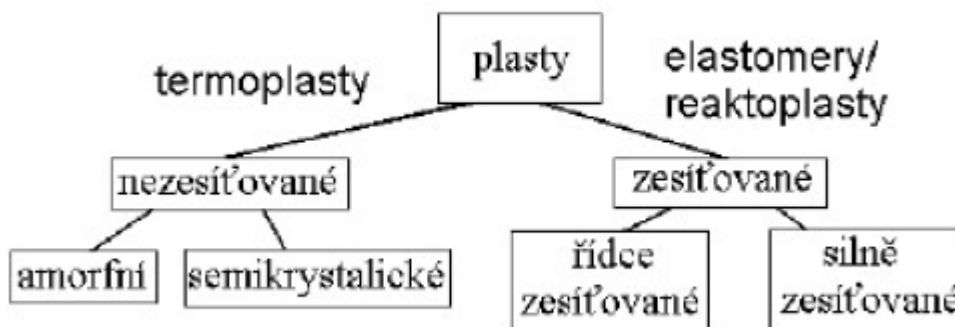 plasty
termoplasty
elastomery/
reaktoplasty
nezesíťované
zesíťované
amorfní
semikrystalické
řídce
zesíťované
silně
zesíťované